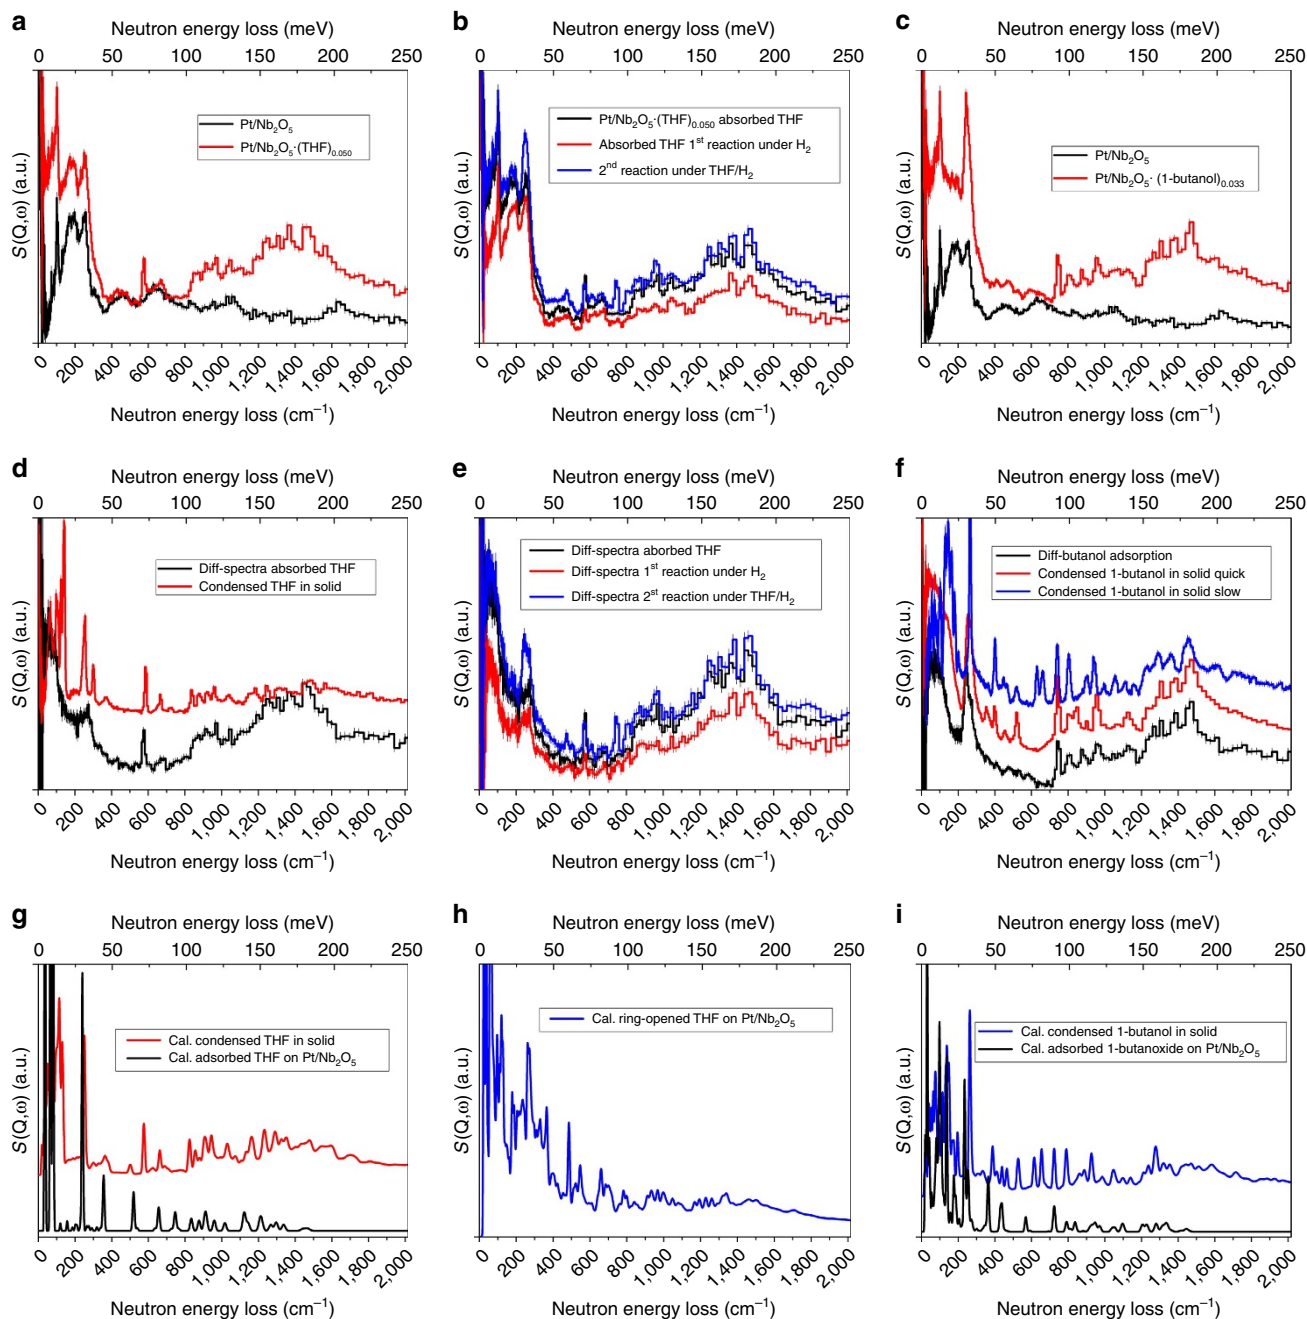 a
Neutron energy loss (meV)
0 50 100 150 200 250
Pt/Nb₂O₅
Pt/Nb₂O₅·(THF)₀.₀₅₀
S(Q,ω) (a.u.)
0 200 400 600 800 1,000 1,200 1,400 1,600 1,800 2,000
Neutron energy loss (cm⁻¹)
b
Neutron energy loss (meV)
0 50 100 150 200 250
Pt/Nb₂O₅·(THF)₀.₀₅₀ absorbed THF
Absorbed THF 1ˢᵗ reaction under H₂
2ⁿᵈ reaction under THF/H₂
S(Q,ω) (a.u.)
0 200 400 600 800 1,000 1,200 1,400 1,600 1,800 2,000
Neutron energy loss (cm⁻¹)
c
Neutron energy loss (meV)
0 50 100 150 200 250
Pt/Nb₂O₅
Pt/Nb₂O₅· (1-butanol)₀.₀₃₃
S(Q,ω) (a.u.)
0 200 400 600 800 1,000 1,200 1,400 1,600 1,800 2,000
Neutron energy loss (cm⁻¹)
d
Neutron energy loss (meV)
0 50 100 150 200 250
Diff-spectra absorbed THF
Condensed THF in solid
S(Q,ω) (a.u.)
0 200 400 600 800 1,000 1,200 1,400 1,600 1,800 2,000
Neutron energy loss (cm⁻¹)
e
Neutron energy loss (meV)
0 50 100 150 200 250
Diff-spectra aborbed THF
Diff-spectra 1ˢᵗ reaction under H₂
Diff-spectra 2ˢᵗ reaction under THF/H₂
S(Q,ω) (a.u.)
0 200 400 600 800 1,000 1,200 1,400 1,600 1,800 2,000
Neutron energy loss (cm⁻¹)
f
Neutron energy loss (meV)
0 50 100 150 200 250
Diff-butanol adsorption
Condensed 1-butanol in solid quick
Condensed 1-butanol in solid slow
S(Q,ω) (a.u.)
0 200 400 600 800 1,000 1,200 1,400 1,600 1,800 2,000
Neutron energy loss (cm⁻¹)
g
Neutron energy loss (meV)
0 50 100 150 200 250
Cal. condensed THF in solid
Cal. adsorbed THF on Pt/Nb₂O₅
S(Q,ω) (a.u.)
0 200 400 600 800 1,000 1,200 1,400 1,600 1,800 2,000
Neutron energy loss (cm⁻¹)
h
Neutron energy loss (meV)
0 50 100 150 200 250
Cal. ring-opened THF on Pt/Nb₂O₅
S(Q,ω) (a.u.)
0 200 400 600 800 1,000 1,200 1,400 1,600 1,800 2,000
Neutron energy loss (cm⁻¹)
i
Neutron energy loss (meV)
0 50 100 150 200 250
Cal. condensed 1-butanol in solid
Cal. adsorbed 1-butanoxide on Pt/Nb₂O₅
S(Q,ω) (a.u.)
0 200 400 600 800 1,000 1,200 1,400 1,600 1,800 2,000
Neutron energy loss (cm⁻¹)